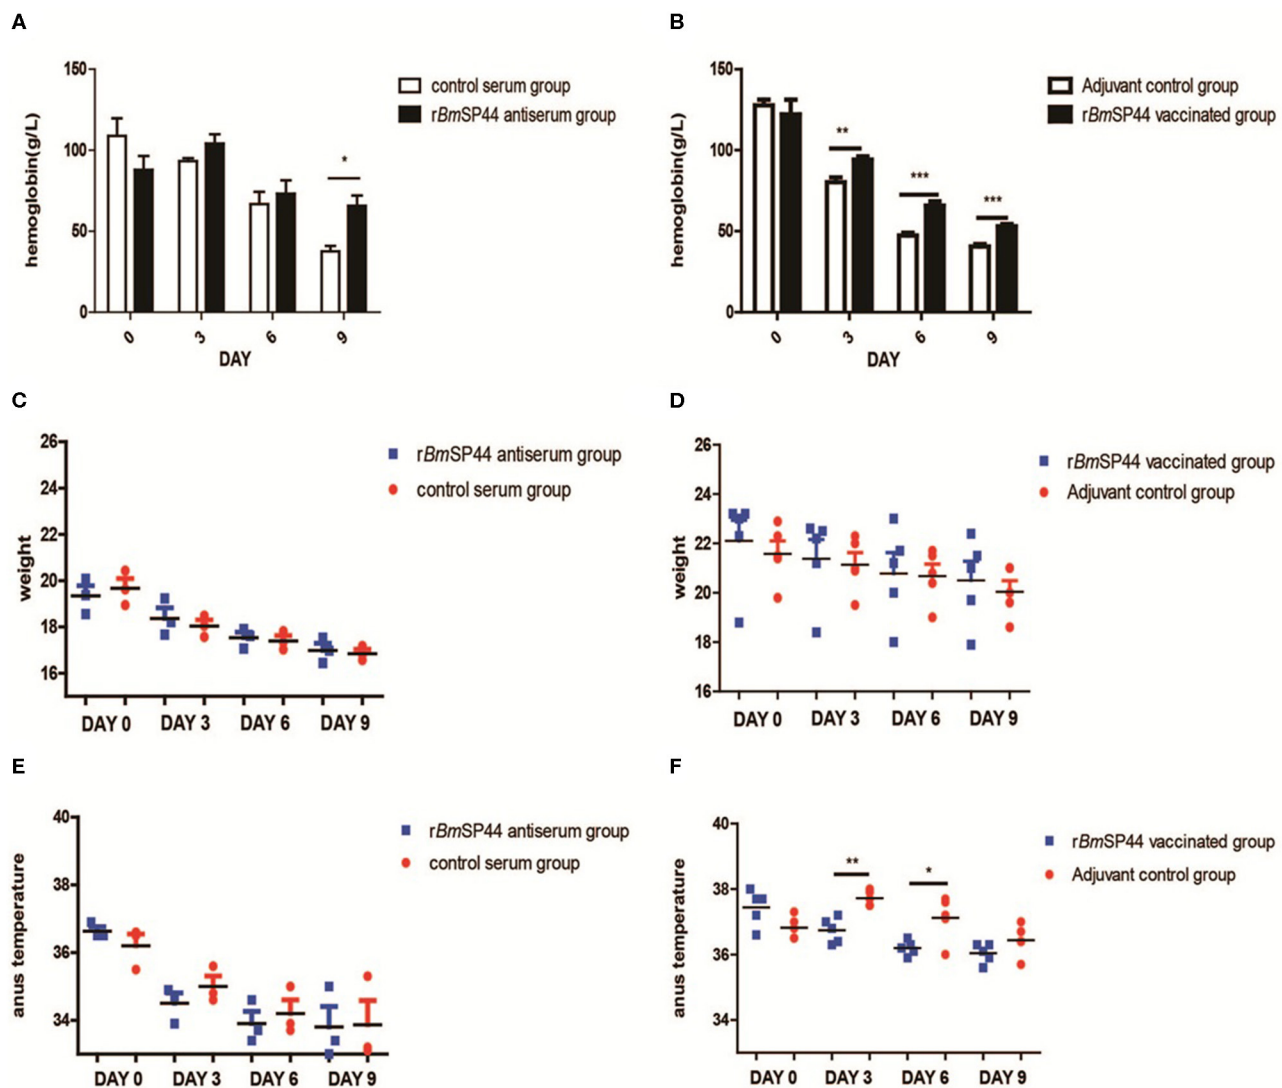 A
150
100
50
0
hemoglobin(g/L)
0
3
6
9
DAY
*
control serum group
rBmSP44 antiserum group
B
150
100
50
0
hemoglobin(g/L)
0
3
6
9
DAY
**
***
***
Adjuvant control group
rBmSP44 vaccinated group
C
26
24
22
20
18
16
weight
DAY 0
DAY 3
DAY 6
DAY 9
rBmSP44 antiserum group
control serum group
D
26
24
22
20
18
16
weight
DAY 0
DAY 3
DAY 6
DAY 9
rBmSP44 vaccinated group
Adjuvant control group
E
40
38
36
34
anus temperature
DAY 0
DAY 3
DAY 6
DAY 9
rBmSP44 antiserum group
control serum group
F
40
38
36
34
anus temperature
DAY 0
DAY 3
DAY 6
DAY 9
**
*
rBmSP44 vaccinated group
Adjuvant control group